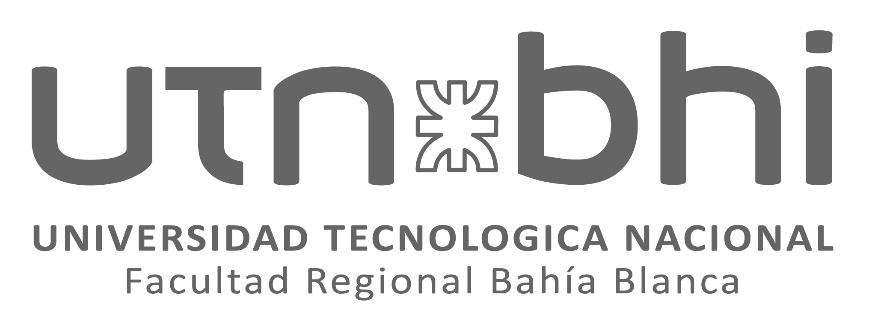 utn bhi
UNIVERSIDAD TECNOLOGICA NACIONAL
Facultad Regional Bahía Blanca